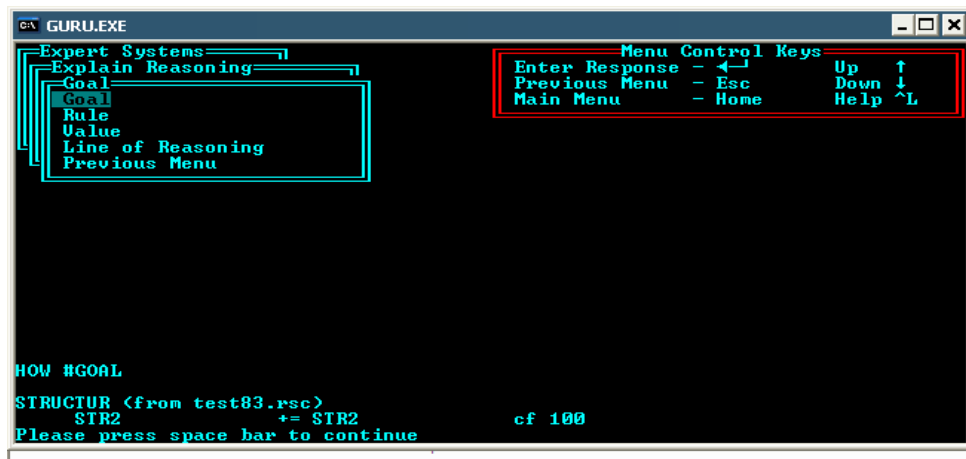 GURU.EXE
Expert Systems
Explain Reasoning
Goal
Goal
Rule
Value
Line of Reasoning
Previous Menu
Menu Control Keys
Enter Response - ◄─┘ Up ↑
Previous Menu - Esc Down ↓
Main Menu - Home Help ^L
HOW #GOAL
STRUCTUR (from test83.rsc)
STR2 += STR2 cf 100
Please press space bar to continue